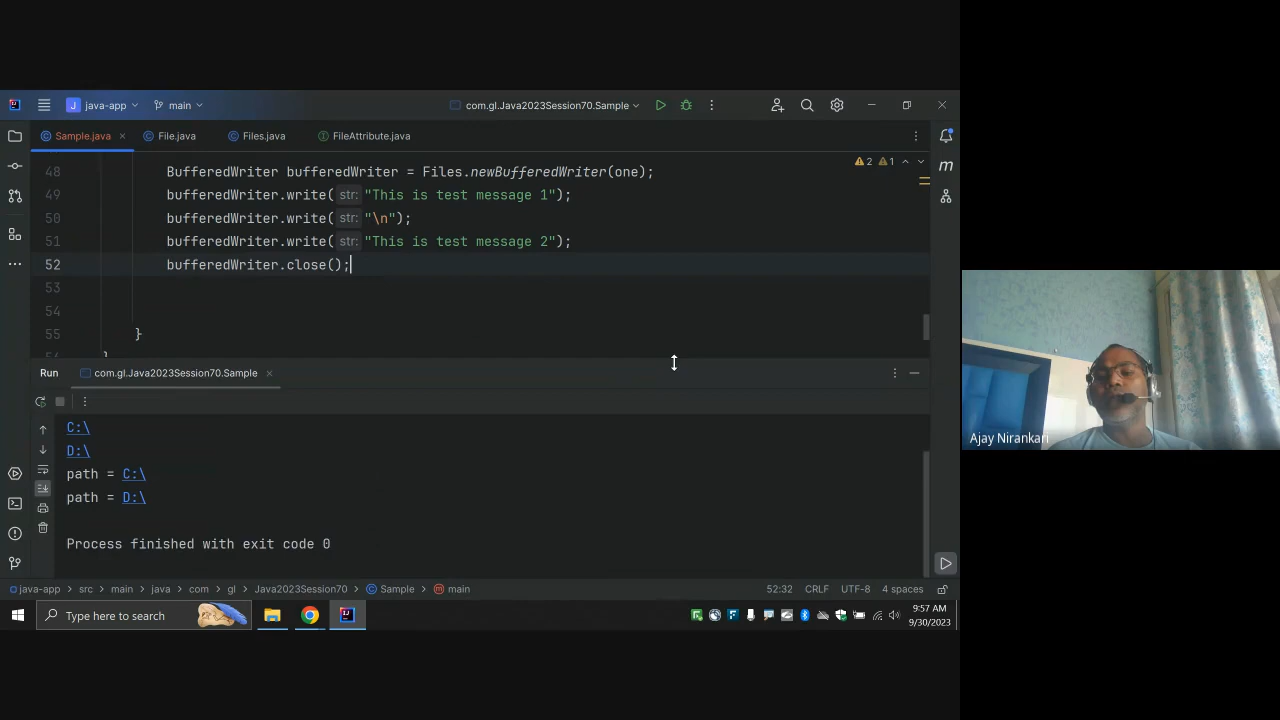 J java-app main com.gl.Java2023Session70.Sample
Sample.java File.java Files.java FileAttribute.java
48 BufferedWriter bufferedWriter = Files.newBufferedWriter(one);
2 1
49 bufferedWriter.write( str: "This is test message 1");
50 bufferedWriter.write( str: "\n");
51 bufferedWriter.write( str: "This is test message 2");
52 bufferedWriter.close();
53
54
55 }
}
Run com.gl.Java2023Session70.Sample
C:\
D:\
path = C:\
path = D:\
Process finished with exit code 0
java-app > src > main > java > com > gl > Java2023Session70 > Sample > main 52:32 CRLF UTF-8 4 spaces
Type here to search
9:57 AM
9/30/2023
Ajay Nirankari